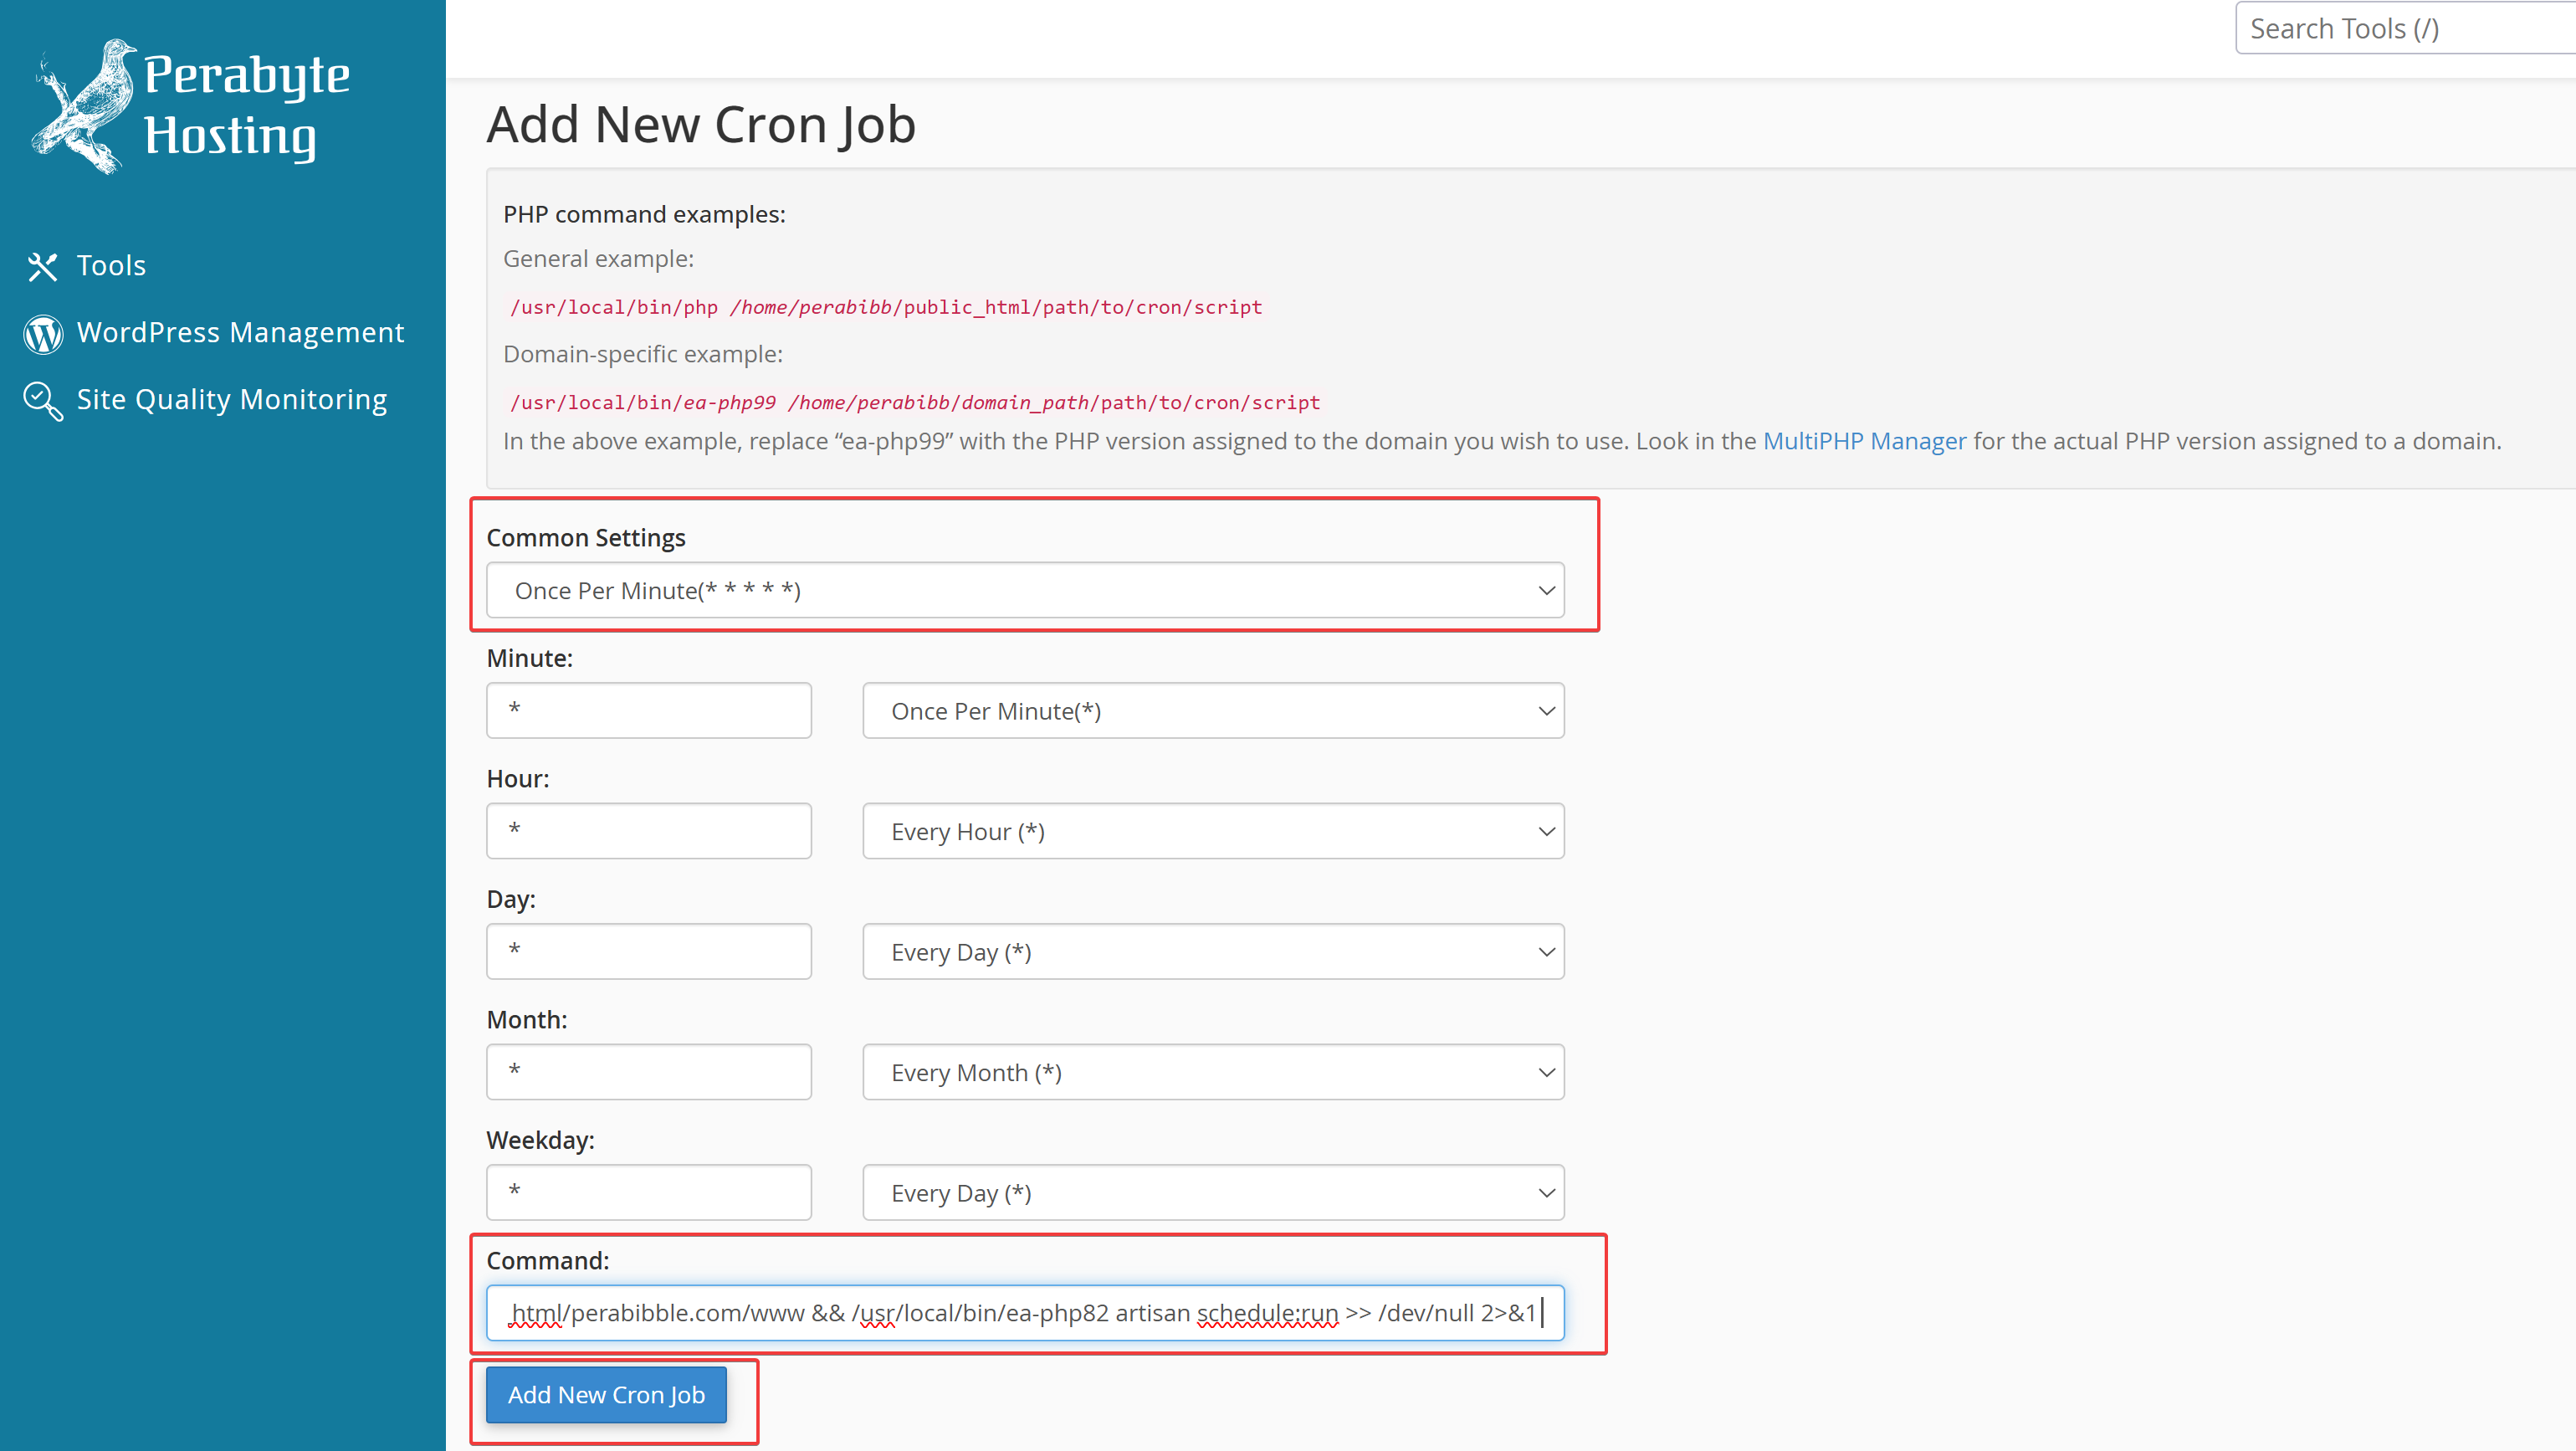 Perabyte
Hosting
Search Tools (/)
Tools
WordPress Management
Site Quality Monitoring
Add New Cron Job
PHP command examples:
General example:
/usr/local/bin/php /home/perabibb/public_html/path/to/cron/script
Domain-specific example:
/usr/local/bin/ea-php99 /home/perabibb/domain_path/path/to/cron/script
In the above example, replace “ea-php99” with the PHP version assigned to the domain you wish to use. Look in the MultiPHP Manager for the actual PHP version assigned to a domain.
Common Settings
Once Per Minute(* * * * *)
Minute:
* Once Per Minute(*)
Hour:
* Every Hour (*)
Day:
* Every Day (*)
Month:
* Every Month (*)
Weekday:
* Every Day (*)
Command:
_html/perabibble.com/www && /usr/local/bin/ea-php82 artisan schedule:run >> /dev/null 2>&1
Add New Cron Job